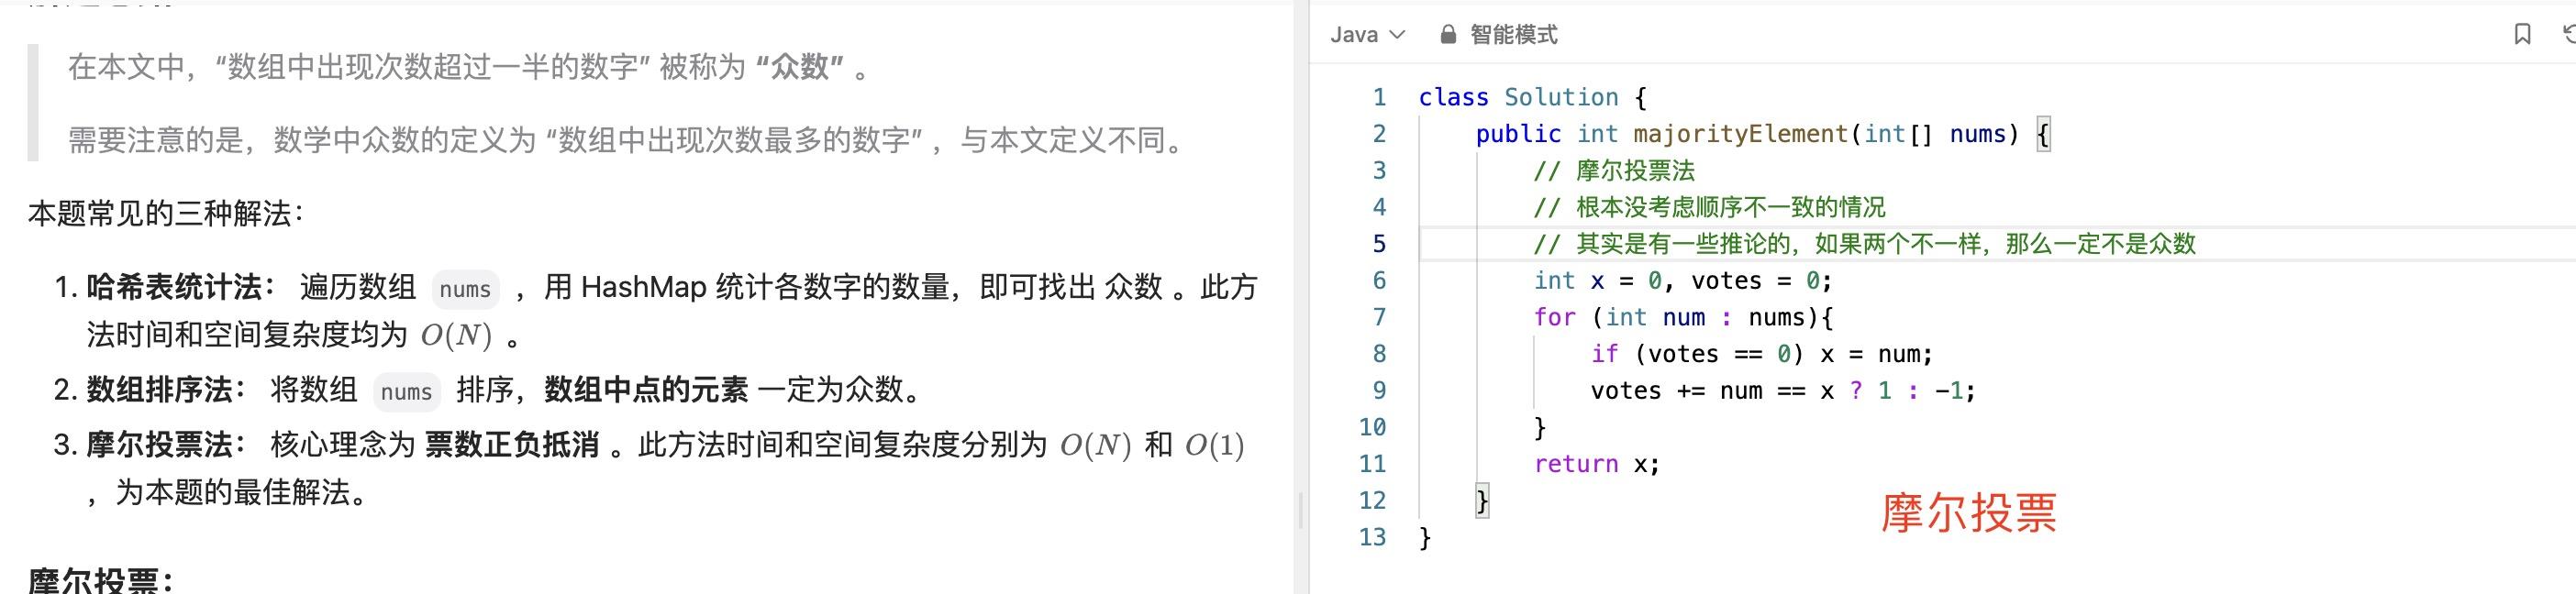 在本文中，“数组中出现次数超过一半的数字” 被称为 “众数” 。
需要注意的是，数学中众数的定义为 “数组中出现次数最多的数字” ，与本文定义不同。
本题常见的三种解法：
1. 哈希表统计法： 遍历数组 nums ，用 HashMap 统计各数字的数量，即可找出 众数 。此方
法时间和空间复杂度均为 O(N) 。
2. 数组排序法： 将数组 nums 排序，数组中点的元素 一定为众数。
3. 摩尔投票法： 核心理念为 票数正负抵消 。此方法时间和空间复杂度分别为 O(N) 和 O(1)
，为本题的最佳解法。
摩尔投票：
Java 智能模式
1 class Solution {
2 public int majorityElement(int[] nums) {
3 // 摩尔投票法
4 // 根本没考虑顺序不一致的情况
5 // 其实是有一些推论的，如果两个不一样，那么一定不是众数
6 int x = 0, votes = 0;
7 for (int num : nums){
8 if (votes == 0) x = num;
9 votes += num == x ? 1 : -1;
10 }
11 return x;
12 }
13 }
摩尔投票